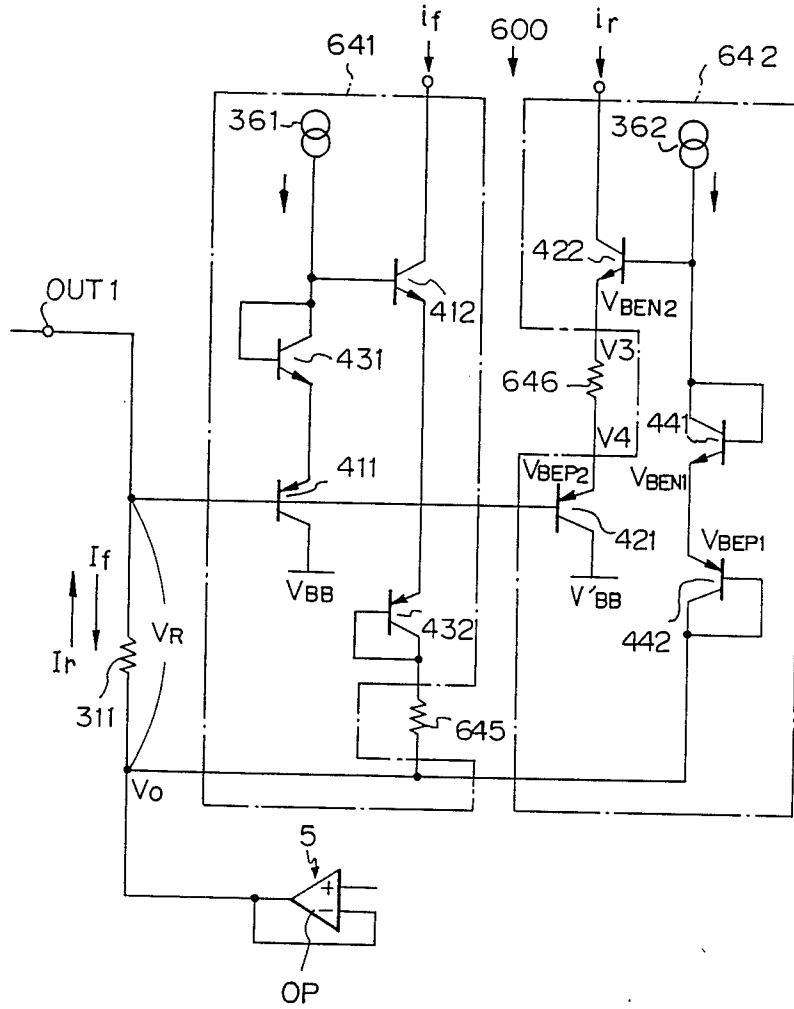 if
ir
600
641
642
361
362
422
412
VBEN2
OUT1
431
V3
646
441
V4
411
VBEP2
VBEN1
421
VBEP1
VBB
V'BB
If
432
442
VR
Ir
311
645
Vo
5
+
−
OP